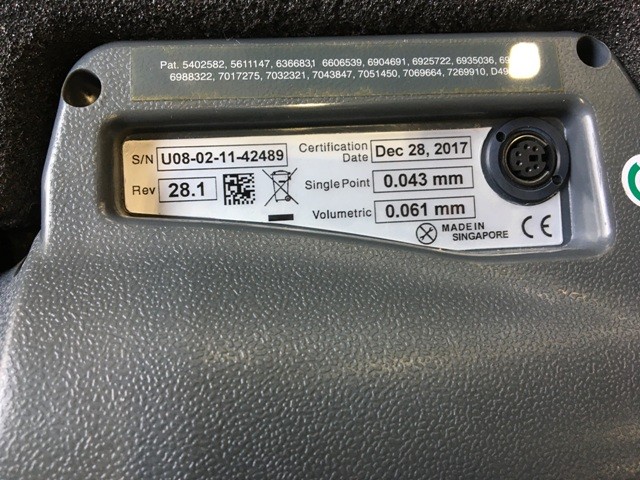 Pat. 5402582, 5611147, 6366831 6606539, 6904691, 6925722, 6935036,
6988322, 7017275, 7032321, 7043847, 7051450, 7069664, 7269910,
S/N U08-02-11-42489
Rev 28.1
Certification Date Dec 28, 2017
Single Point 0.043 mm
Volumetric 0.061 mm
MADE IN
SINGAPORE
CE